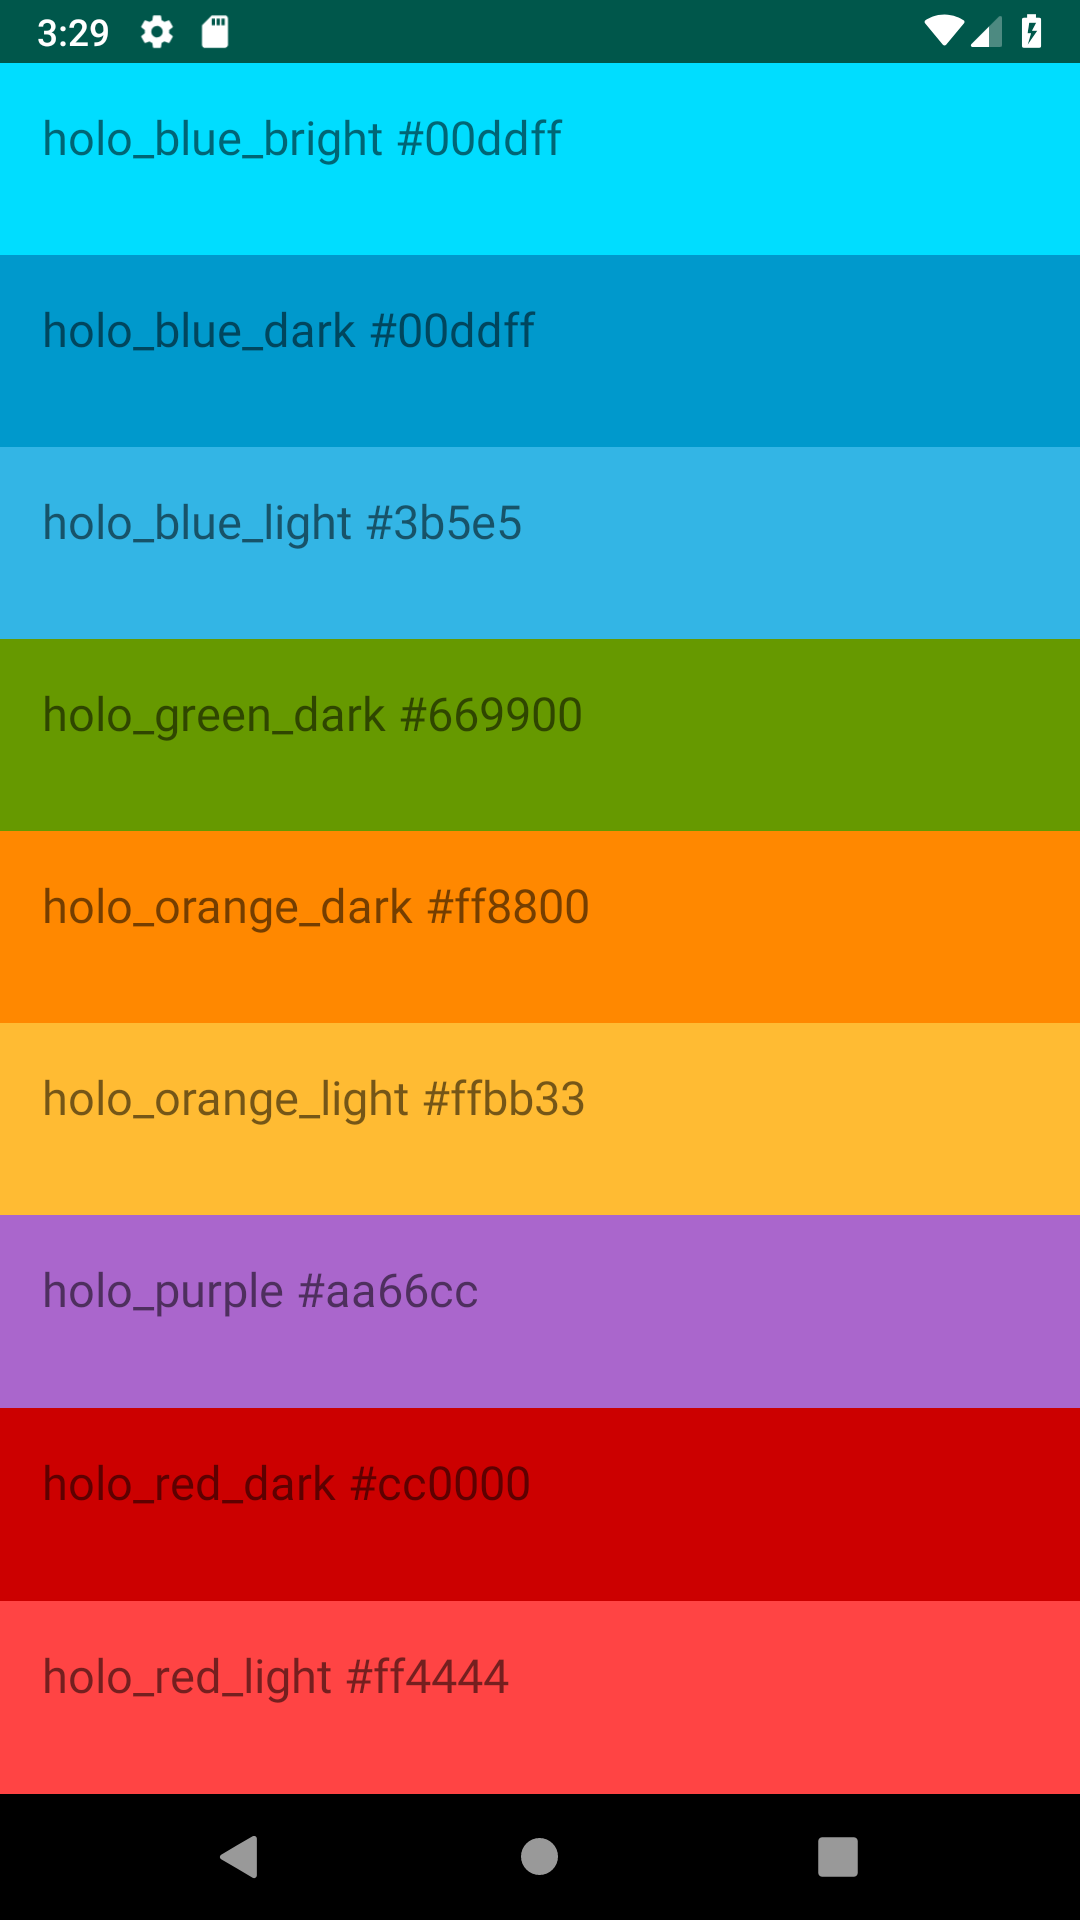 3:29
holo_blue_bright #00ddff
holo_blue_dark #00ddff
holo_blue_light #3b5e5
holo_green_dark #669900
holo_orange_dark #ff8800
holo_orange_light #ffbb33
holo_purple #aa66cc
holo_red_dark #cc0000
holo_red_light #ff4444